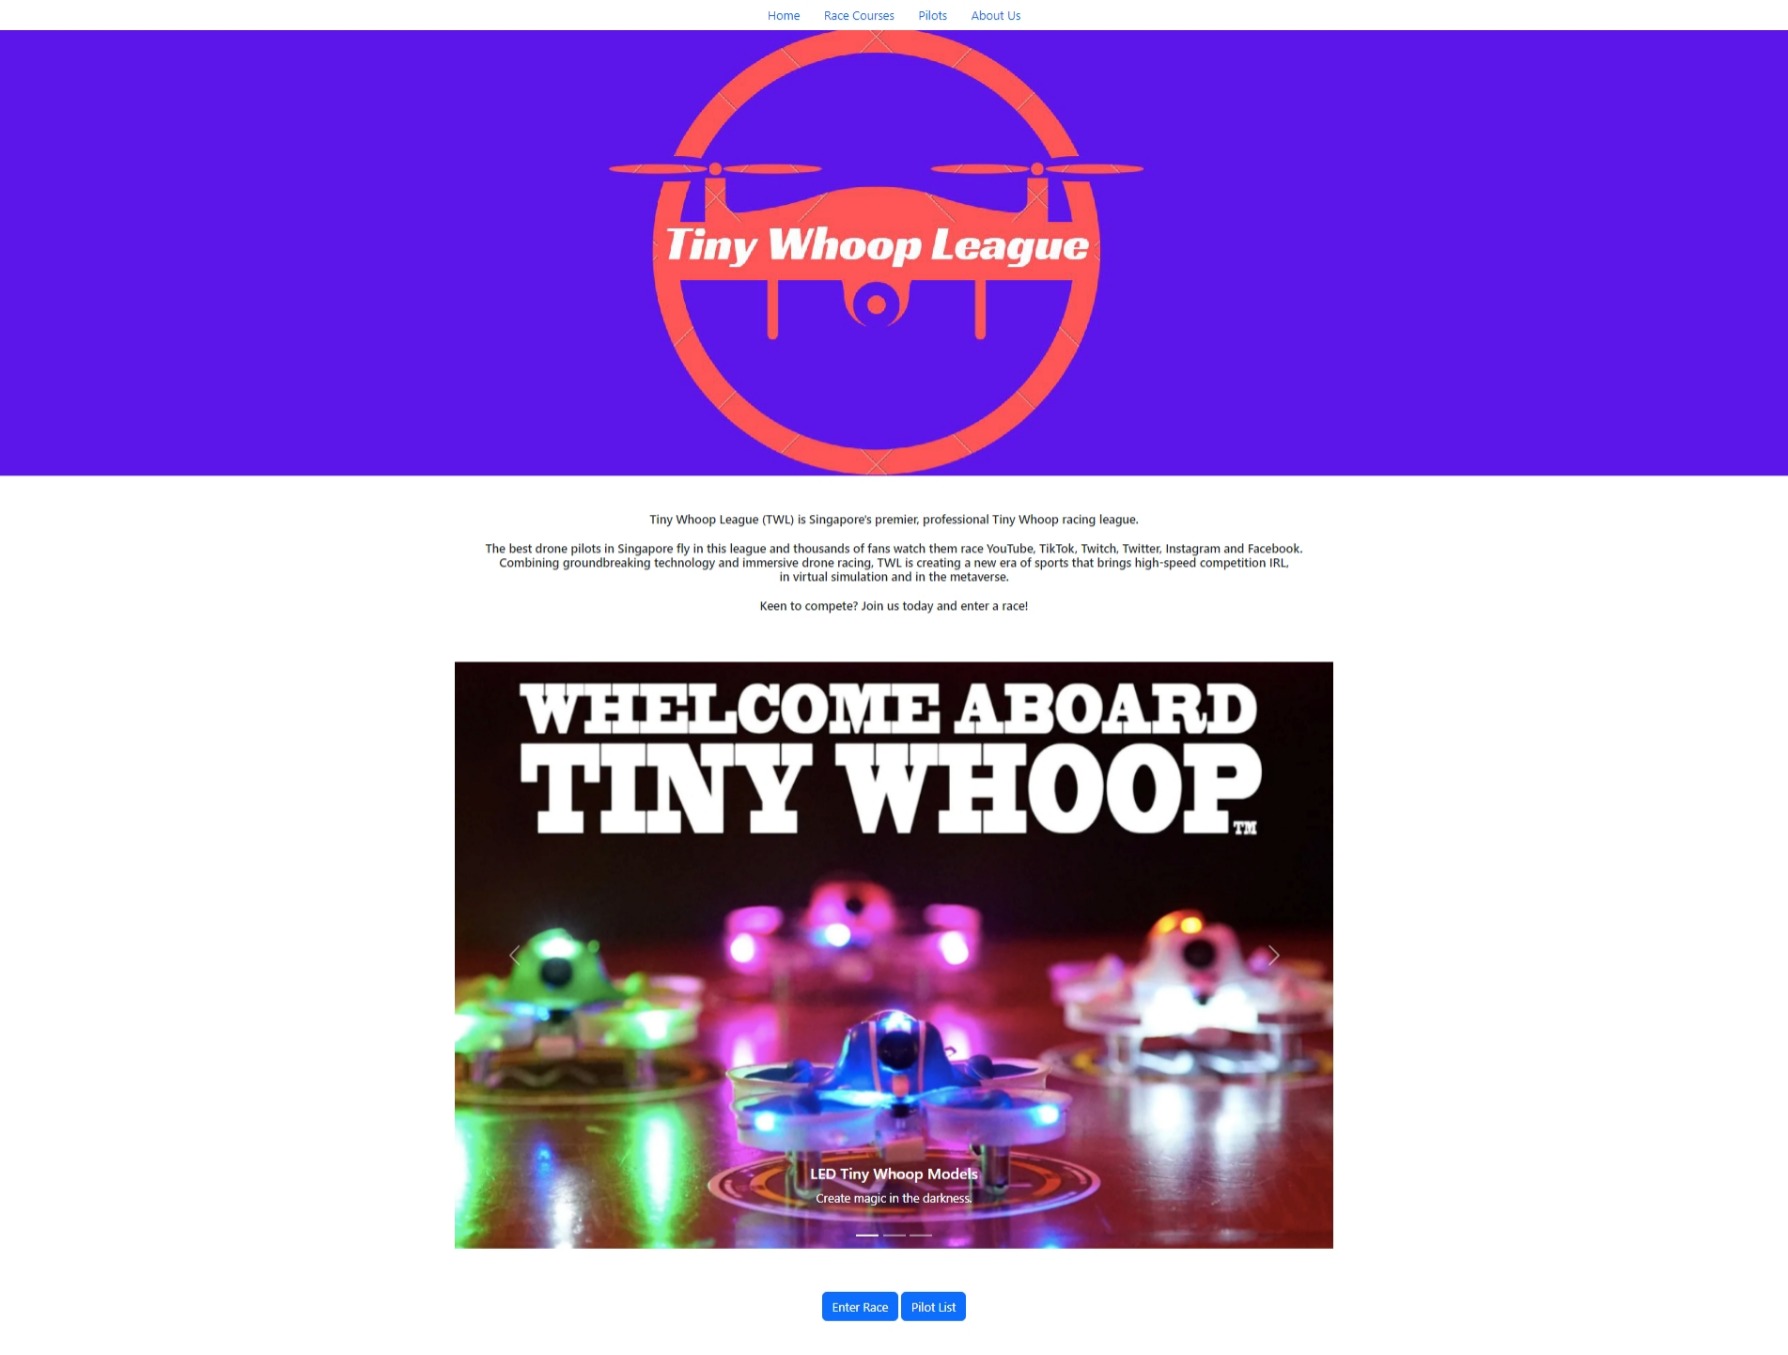 Home Race Courses Pilots About Us
Tiny Whoop League
Tiny Whoop League (TWL) is Singapore's premier, professional Tiny Whoop racing league.
The best drone pilots in Singapore fly in this league and thousands of fans watch them race YouTube, TikTok, Twitch, Twitter, Instagram and Facebook.
Combining groundbreaking technology and immersive drone racing, TWL is creating a new era of sports that brings high-speed competition IRL,
in virtual simulation and in the metaverse.
Keen to compete? Join us today and enter a race!
WHELCOME ABOARD
TINY WHOOP TM
LED Tiny Whoop Models
Create magic in the darkness.
Enter Race Pilot List